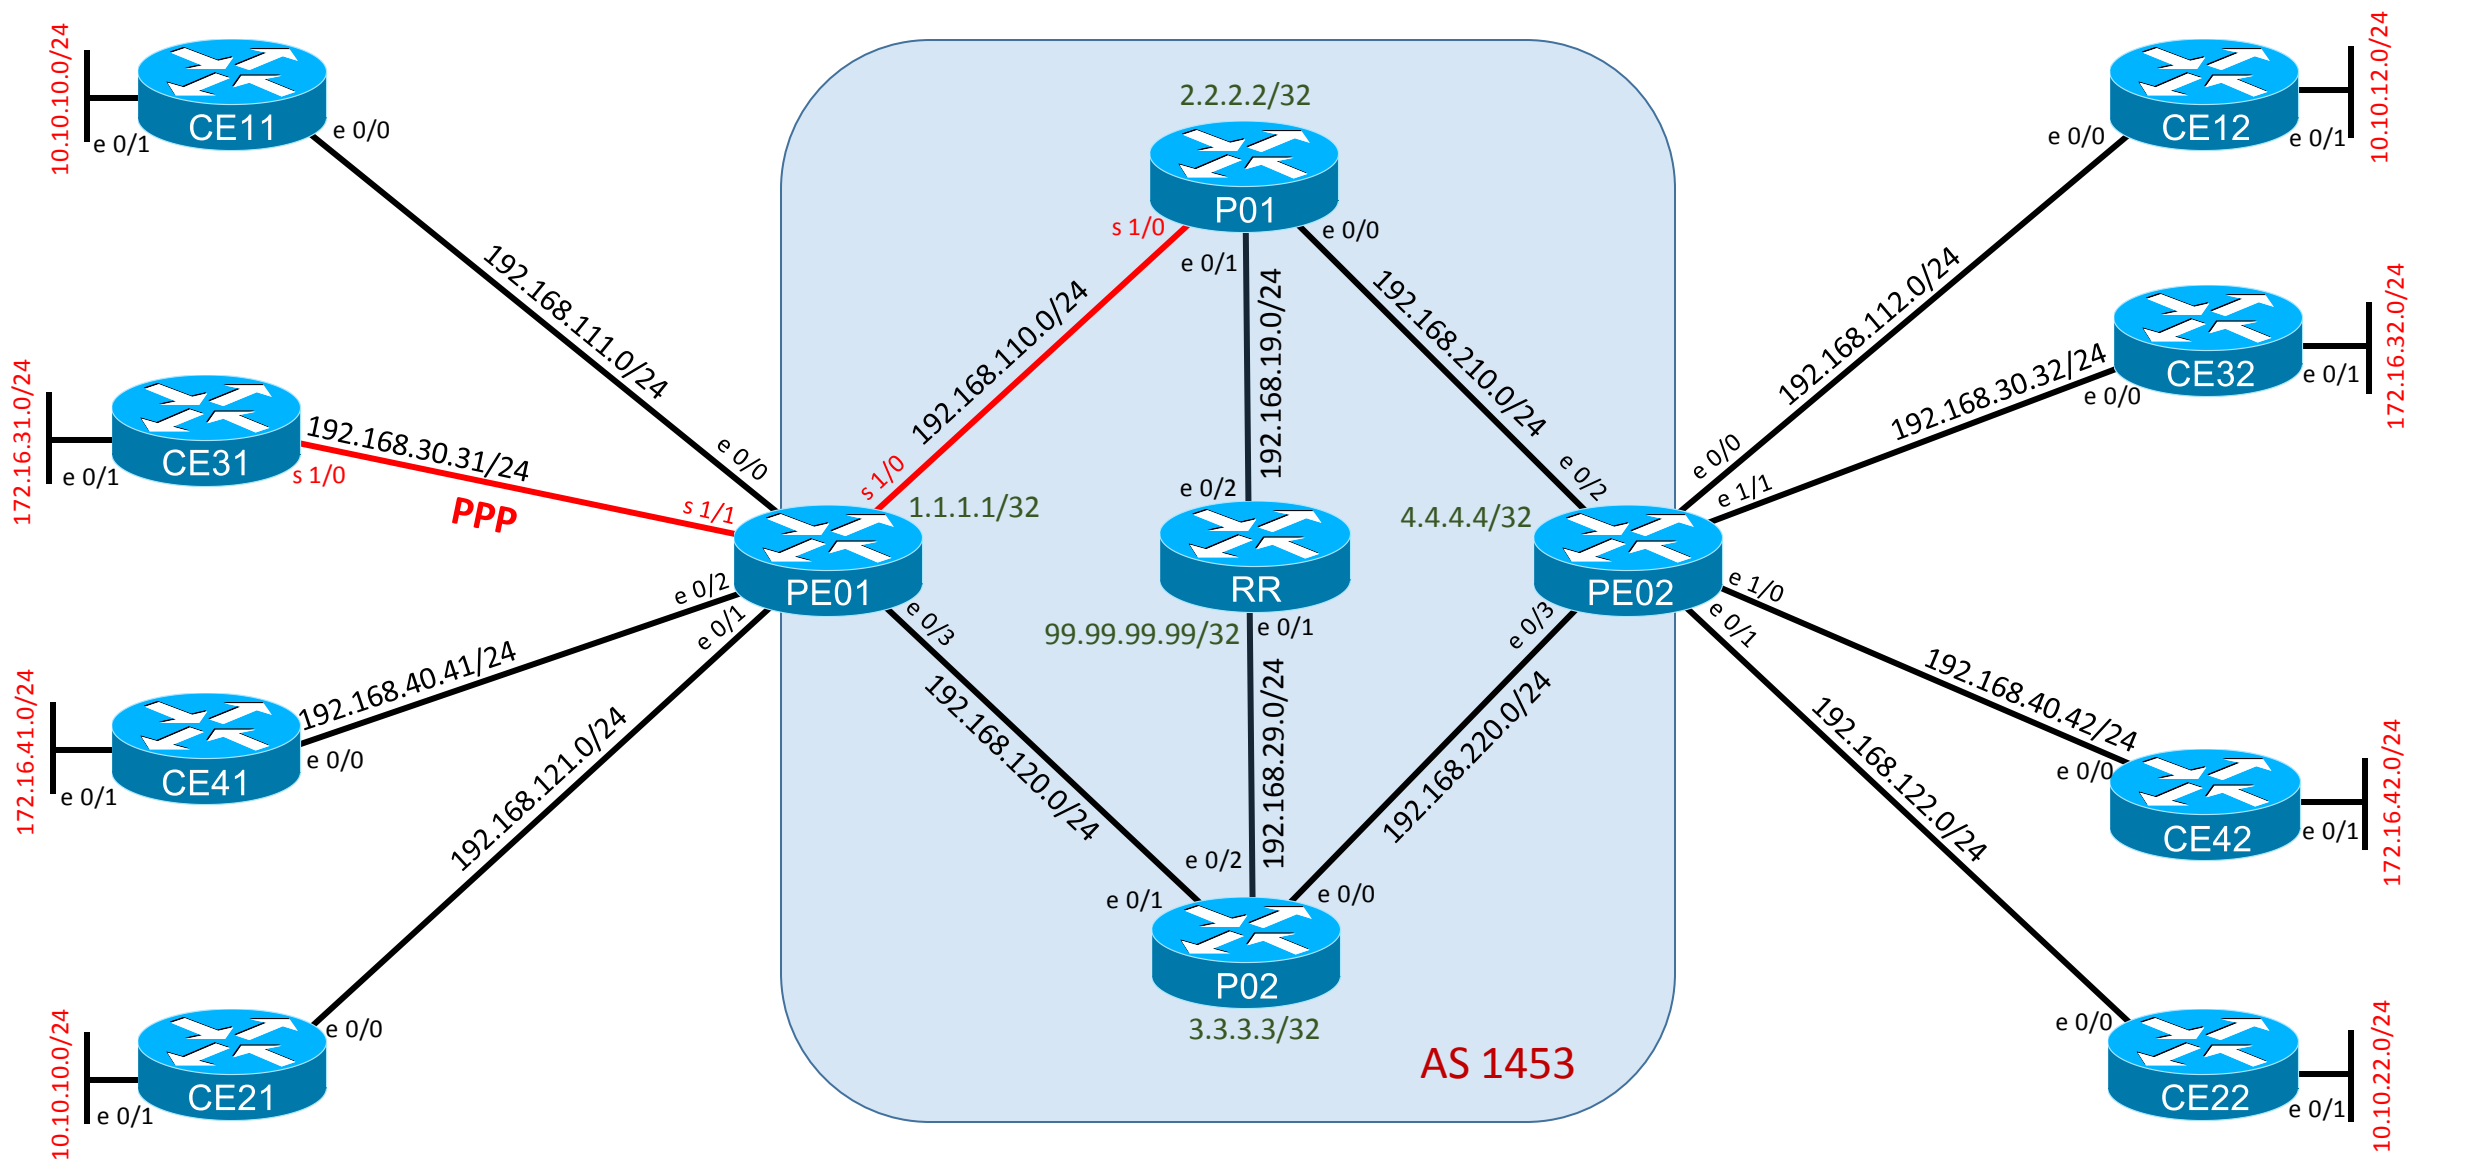 10.10.10.0/24
e 0/1
CE11
e 0/0
192.168.111.0/24
e 0/0
172.16.31.0/24
e 0/1
CE31
192.168.30.31/24
s 1/0
PPP
s 1/1
172.16.41.0/24
e 0/1
CE41
192.168.40.41/24
e 0/0
e 0/2
10.10.10.0/24
e 0/1
CE21
e 0/0
192.168.121.0/24
e 0/1
PE01
1.1.1.1/32
s 1/0
192.168.110.0/24
s 1/0
2.2.2.2/32
P01
e 0/0
e 0/1
192.168.19.0/24
e 0/2
RR
99.99.99.99/32
e 0/1
192.168.29.0/24
e 0/2
e 0/3
192.168.120.0/24
e 0/1
P02
3.3.3.3/32
e 0/0
192.168.220.0/24
e 0/3
192.168.210.0/24
e 0/2
4.4.4.4/32
PE02
AS 1453
e 0/0
192.168.112.0/24
e 0/0
CE12
e 0/1
10.10.12.0/24
e 1/1
192.168.30.32/24
e 0/0
CE32
e 0/1
172.16.32.0/24
e 1/0
192.168.40.42/24
e 0/0
CE42
e 0/1
172.16.42.0/24
e 0/1
192.168.122.0/24
e 0/0
CE22
e 0/1
10.10.22.0/24